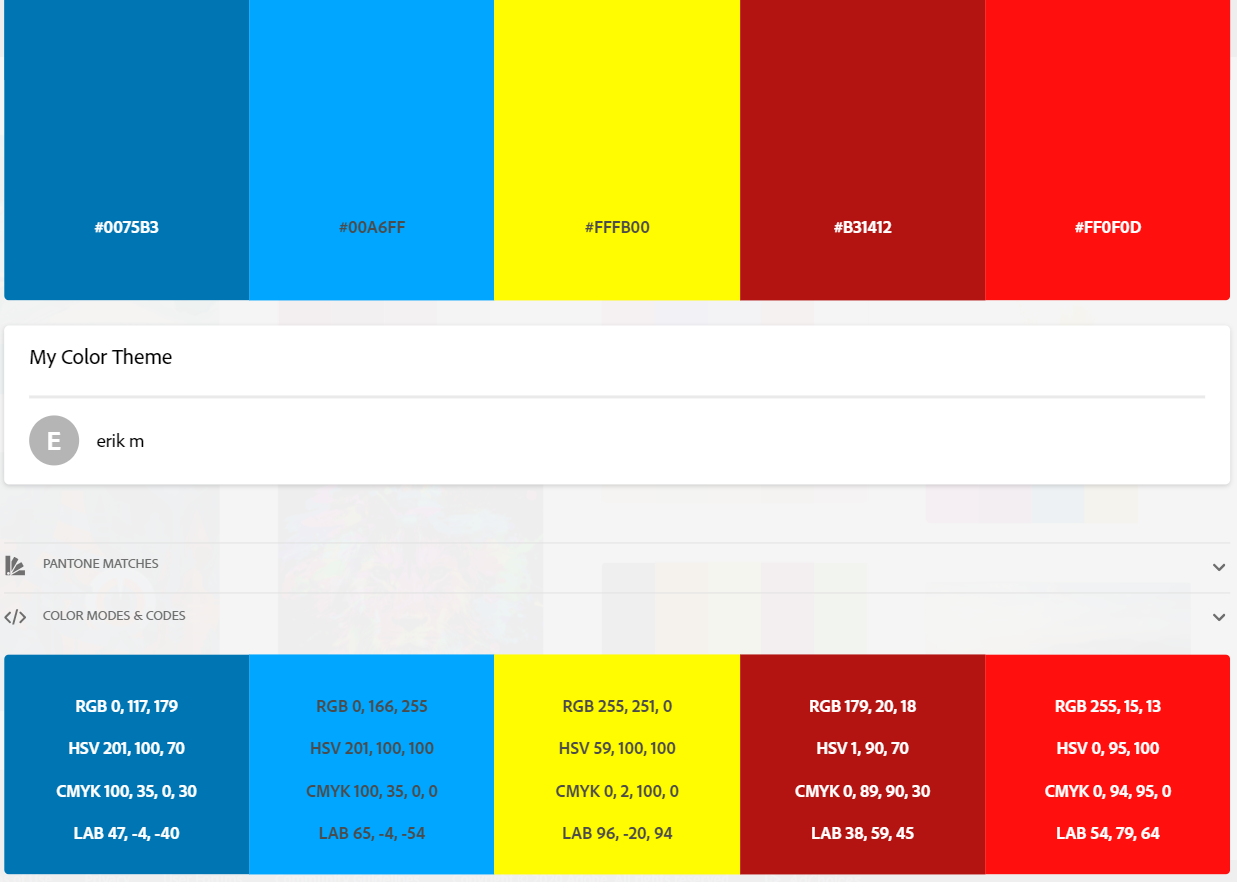 #0075B3 #00A6FF #FFFB00 #B31412 #FF0F0D
My Color Theme
E erik m
PANTONE MATCHES
</> COLOR MODES & CODES
RGB 0, 117, 179 RGB 0, 166, 255 RGB 255, 251, 0 RGB 179, 20, 18 RGB 255, 15, 13
HSV 201, 100, 70 HSV 201, 100, 100 HSV 59, 100, 100 HSV 1, 90, 70 HSV 0, 95, 100
CMYK 100, 35, 0, 30 CMYK 100, 35, 0, 0 CMYK 0, 2, 100, 0 CMYK 0, 89, 90, 30 CMYK 0, 94, 95, 0
LAB 47, -4, -40 LAB 65, -4, -54 LAB 96, -20, 94 LAB 38, 59, 45 LAB 54, 79, 64